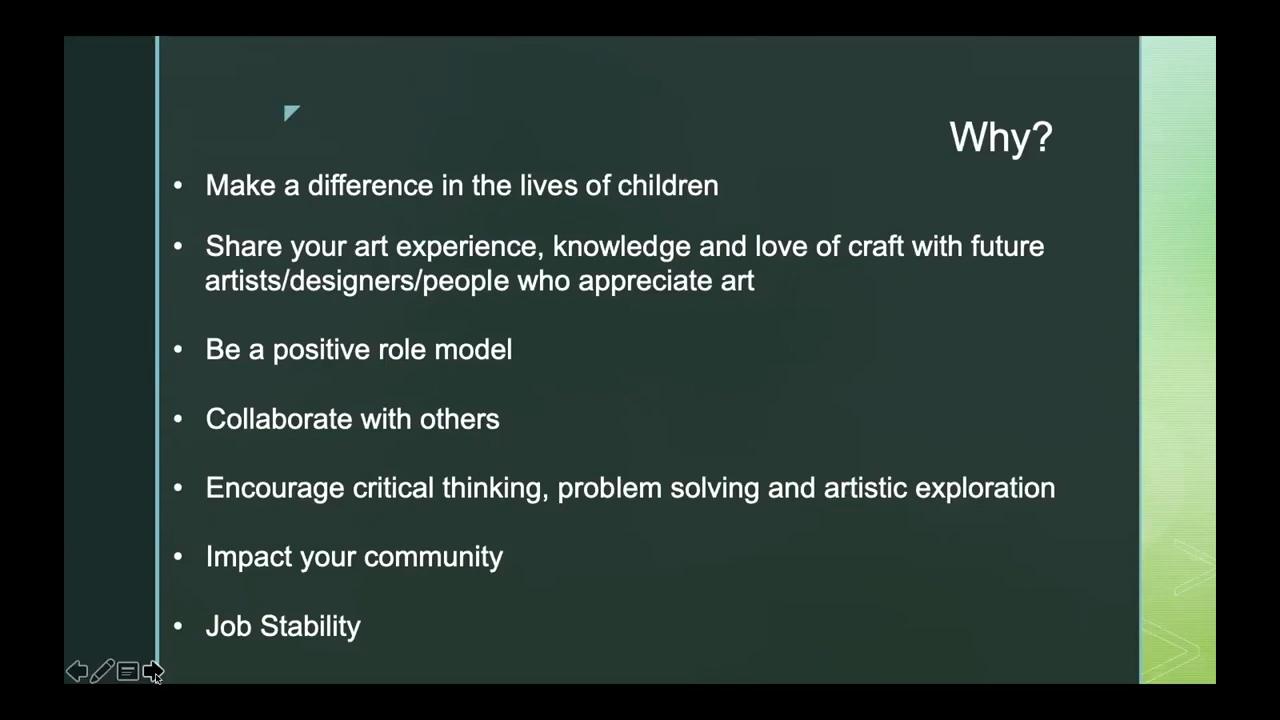 Why?
• Make a difference in the lives of children
• Share your art experience, knowledge and love of craft with future
artists/designers/people who appreciate art
• Be a positive role model
• Collaborate with others
• Encourage critical thinking, problem solving and artistic exploration
• Impact your community
• Job Stability